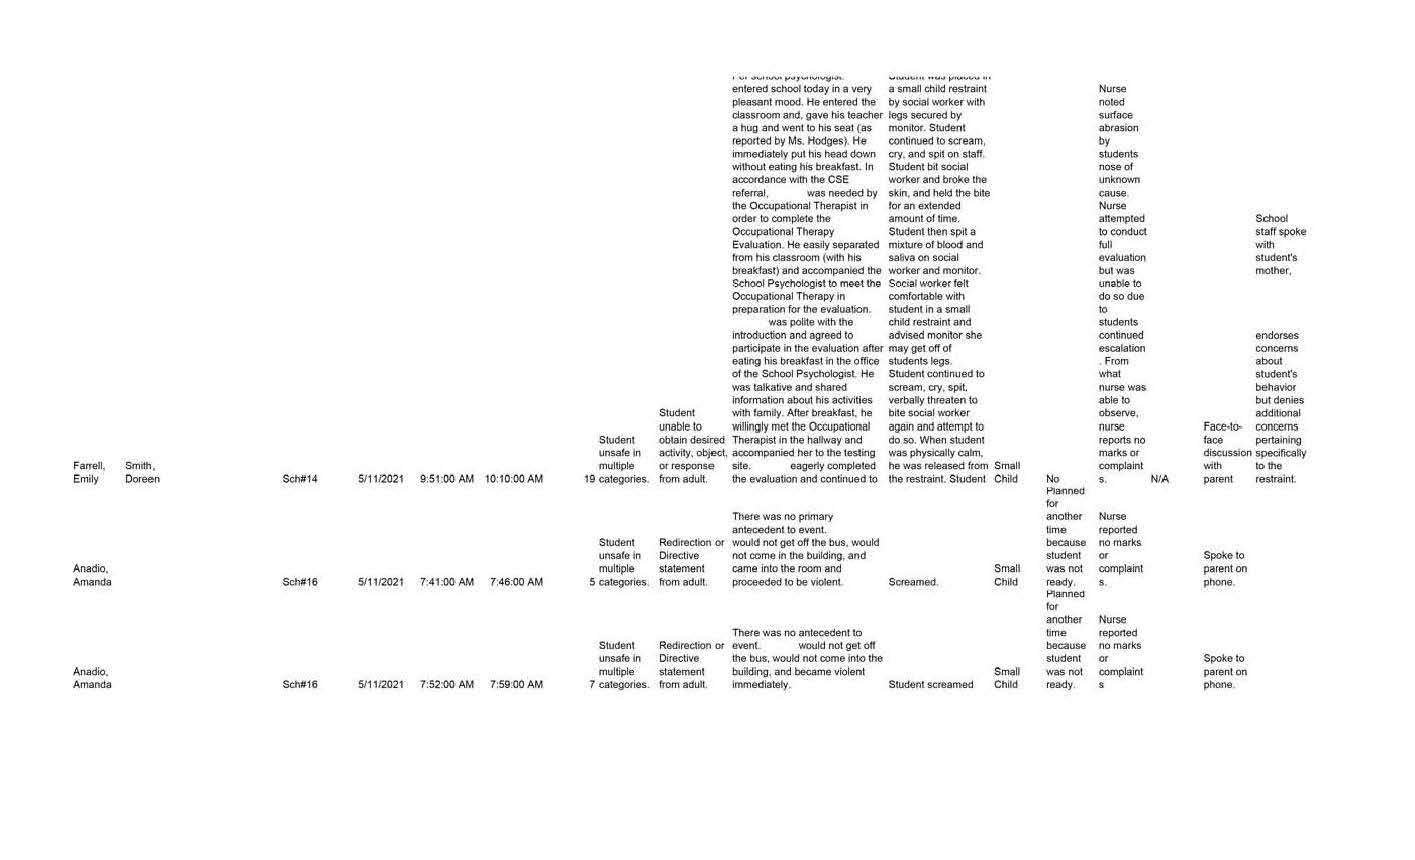 Farrell,
Emily
Smith,
Doreen
Sch#14
5/11/2021
9:51:00 AM
10:10:00 AM
19
Student
unsafe in
multiple
categories.
Student
unable to
obtain desired
activity, object,
or response
from adult.
Per school psychologist:
entered school today in a very
pleasant mood. He entered the
classroom and, gave his teacher
a hug and went to his seat (as
reported by Ms. Hodges). He
immediately put his head down
without eating his breakfast. In
accordance with the CSE
referral, was needed by
the Occupational Therapist in
order to complete the
Occupational Therapy
Evaluation. He easily separated
from his classroom (with his
breakfast) and accompanied the
School Psychologist to meet the
Occupational Therapy in
preparation for the evaluation.
was polite with the
introduction and agreed to
participate in the evaluation after
eating his breakfast in the office
of the School Psychologist. He
was talkative and shared
information about his activities
with family. After breakfast, he
willingly met the Occupational
Therapist in the hallway and
accompanied her to the testing
site. eagerly completed
the evaluation and continued to
Student was placed in
a small child restraint
by social worker with
legs secured by
monitor. Student
continued to scream,
cry, and spit on staff.
Student bit social
worker and broke the
skin, and held the bite
for an extended
amount of time.
Student then spit a
mixture of blood and
saliva on social
worker and monitor.
Social worker felt
comfortable with
student in a small
child restraint and
advised monitor she
may get off of
students legs.
Student continued to
scream, cry, spit,
verbally threaten to
bite social worker
again and attempt to
do so. When student
was physically calm,
he was released from
the restraint. Student
Small
Child
No
Nurse
noted
surface
abrasion
by
students
nose of
unknown
cause.
Nurse
attempted
to conduct
full
evaluation
but was
unable to
do so due
to
students
continued
escalation
. From
what
nurse was
able to
observe,
nurse
reports no
marks or
complaint
s.
N/A
Face-to-
face
discussion
with
parent
School
staff spoke
with
student's
mother,
endorses
concerns
about
student's
behavior
but denies
additional
concerns
pertaining
specifically
to the
restraint.
Anadio,
Amanda
Sch#16
5/11/2021
7:41:00 AM
7:46:00 AM
5
Student
unsafe in
multiple
categories.
Redirection or
Directive
statement
from adult.
There was no primary
antecedent to event.
would not get off the bus, would
not come in the building, and
came into the room and
proceeded to be violent.
Screamed.
Small
Child
Planned
for
another
time
because
student
was not
ready.
Nurse
reported
no marks
or
complaint
s.
Spoke to
parent on
phone.
Anadio,
Amanda
Sch#16
5/11/2021
7:52:00 AM
7:59:00 AM
7
Student
unsafe in
multiple
categories.
Redirection or
Directive
statement
from adult.
There was no antecedent to
event. would not get off
the bus, would not come into the
building, and became violent
immediately.
Student screamed
Small
Child
Planned
for
another
time
because
student
was not
ready.
Nurse
reported
no marks
or
complaint
s
Spoke to
parent on
phone.